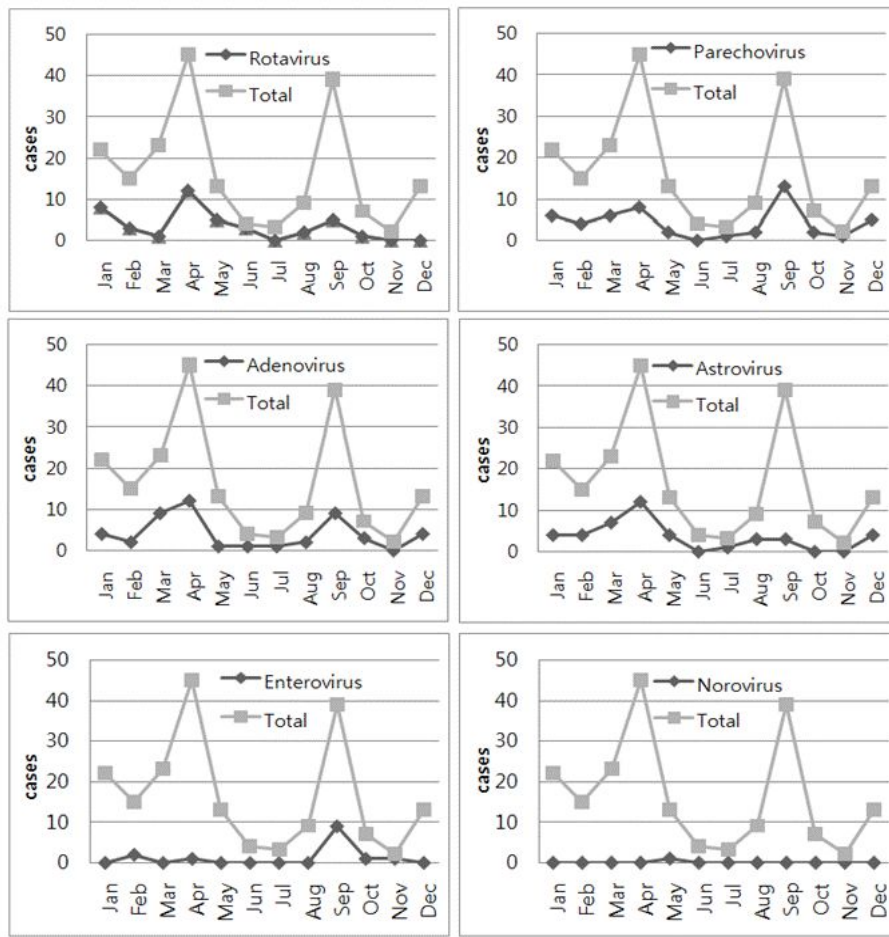 50
40
30
20
10
0
cases
Rotavirus
Total
Jan
Feb
Mar
Apr
May
Jun
Jul
Aug
Sep
Oct
Nov
Dec
50
40
30
20
10
0
cases
Parechovirus
Total
Jan
Feb
Mar
Apr
May
Jun
Jul
Aug
Sep
Oct
Nov
Dec
50
40
30
20
10
0
cases
Adenovirus
Total
Jan
Feb
Mar
Apr
May
Jun
Jul
Aug
Sep
Oct
Nov
Dec
50
40
30
20
10
0
cases
Astrovirus
Total
Jan
Feb
Mar
Apr
May
Jun
Jul
Aug
Sep
Oct
Nov
Dec
50
40
30
20
10
0
cases
Enterovirus
Total
Jan
Feb
Mar
Apr
May
Jun
Jul
Aug
Sep
Oct
Nov
Dec
50
40
30
20
10
0
cases
Norovirus
Total
Jan
Feb
Mar
Apr
May
Jun
Jul
Aug
Sep
Oct
Nov
Dec